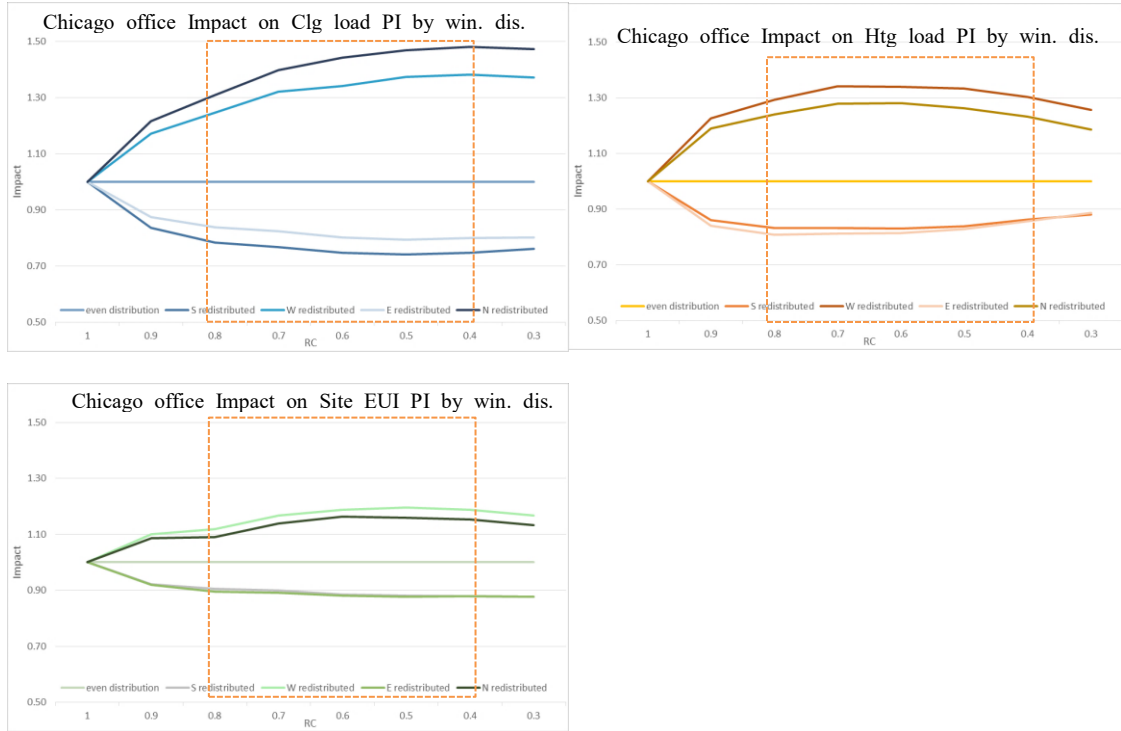 Chicago office Impact on Clg load PI by win. dis.
1.50
1.30
1.10
0.90
0.70
0.50
Impact
even distribution S redistributed W redistributed E redistributed N redistributed
1 0.9 0.8 0.7 0.6 0.5 0.4 0.3
RC
Chicago office Impact on Htg load PI by win. dis.
1.50
1.30
1.10
0.90
0.70
0.50
Impact
even distribution S redistributed W redistributed E redistributed N redistributed
1 0.9 0.8 0.7 0.6 0.5 0.4 0.3
RC
Chicago office Impact on Site EUI PI by win. dis.
1.50
1.30
1.10
0.90
0.70
0.50
Impact
even distribution S redistributed W redistributed E redistributed N redistributed
1 0.9 0.8 0.7 0.6 0.5 0.4 0.3
RC